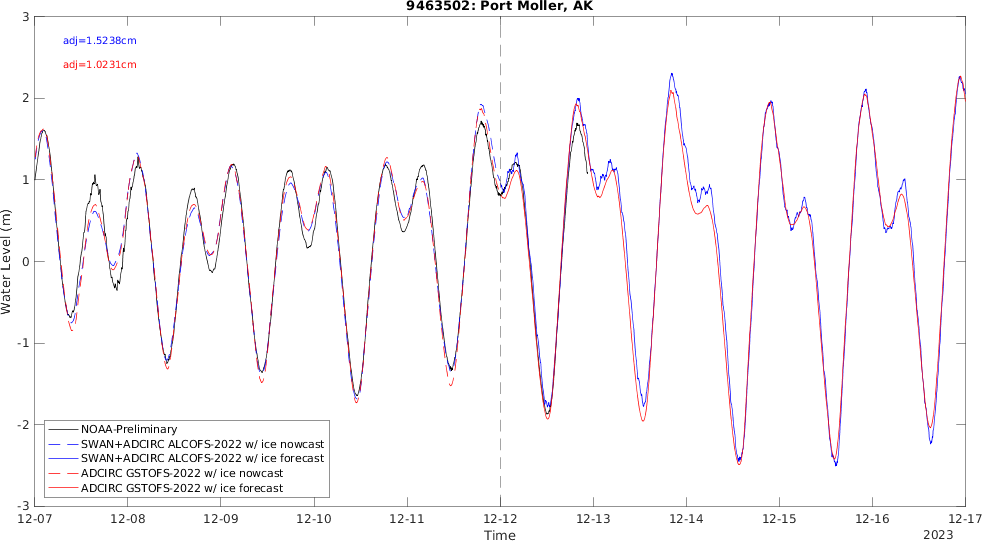 9463502: Port Moller, AK
adj=1.5238cm
adj=1.0231cm
Water Level (m)
3
2
1
0
-1
-2
-3
NOAA-Preliminary
SWAN+ADCIRC ALCOFS-2022 w/ ice nowcast
SWAN+ADCIRC ALCOFS-2022 w/ ice forecast
ADCIRC GSTOFS-2022 w/ ice nowcast
ADCIRC GSTOFS-2022 w/ ice forecast
12-07 12-08 12-09 12-10 12-11 12-12 12-13 12-14 12-15 12-16 12-17
Time
2023